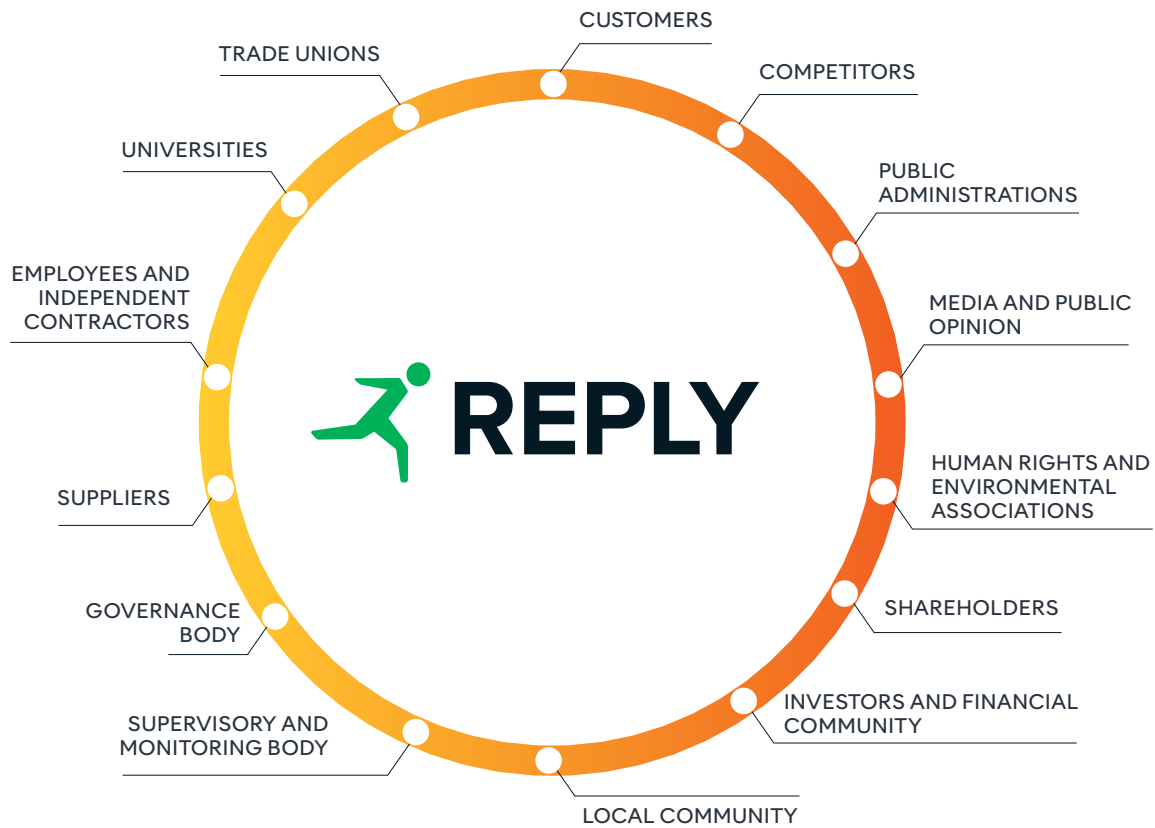 CUSTOMERS
TRADE UNIONS
COMPETITORS
UNIVERSITIES
PUBLIC
ADMINISTRATIONS
EMPLOYEES AND
INDEPENDENT
CONTRACTORS
MEDIA AND PUBLIC
OPINION
REPLY
HUMAN RIGHTS AND
ENVIRONMENTAL
ASSOCIATIONS
SUPPLIERS
GOVERNANCE
BODY
SHAREHOLDERS
INVESTORS AND FINANCIAL
COMMUNITY
SUPERVISORY AND
MONITORING BODY
LOCAL COMMUNITY